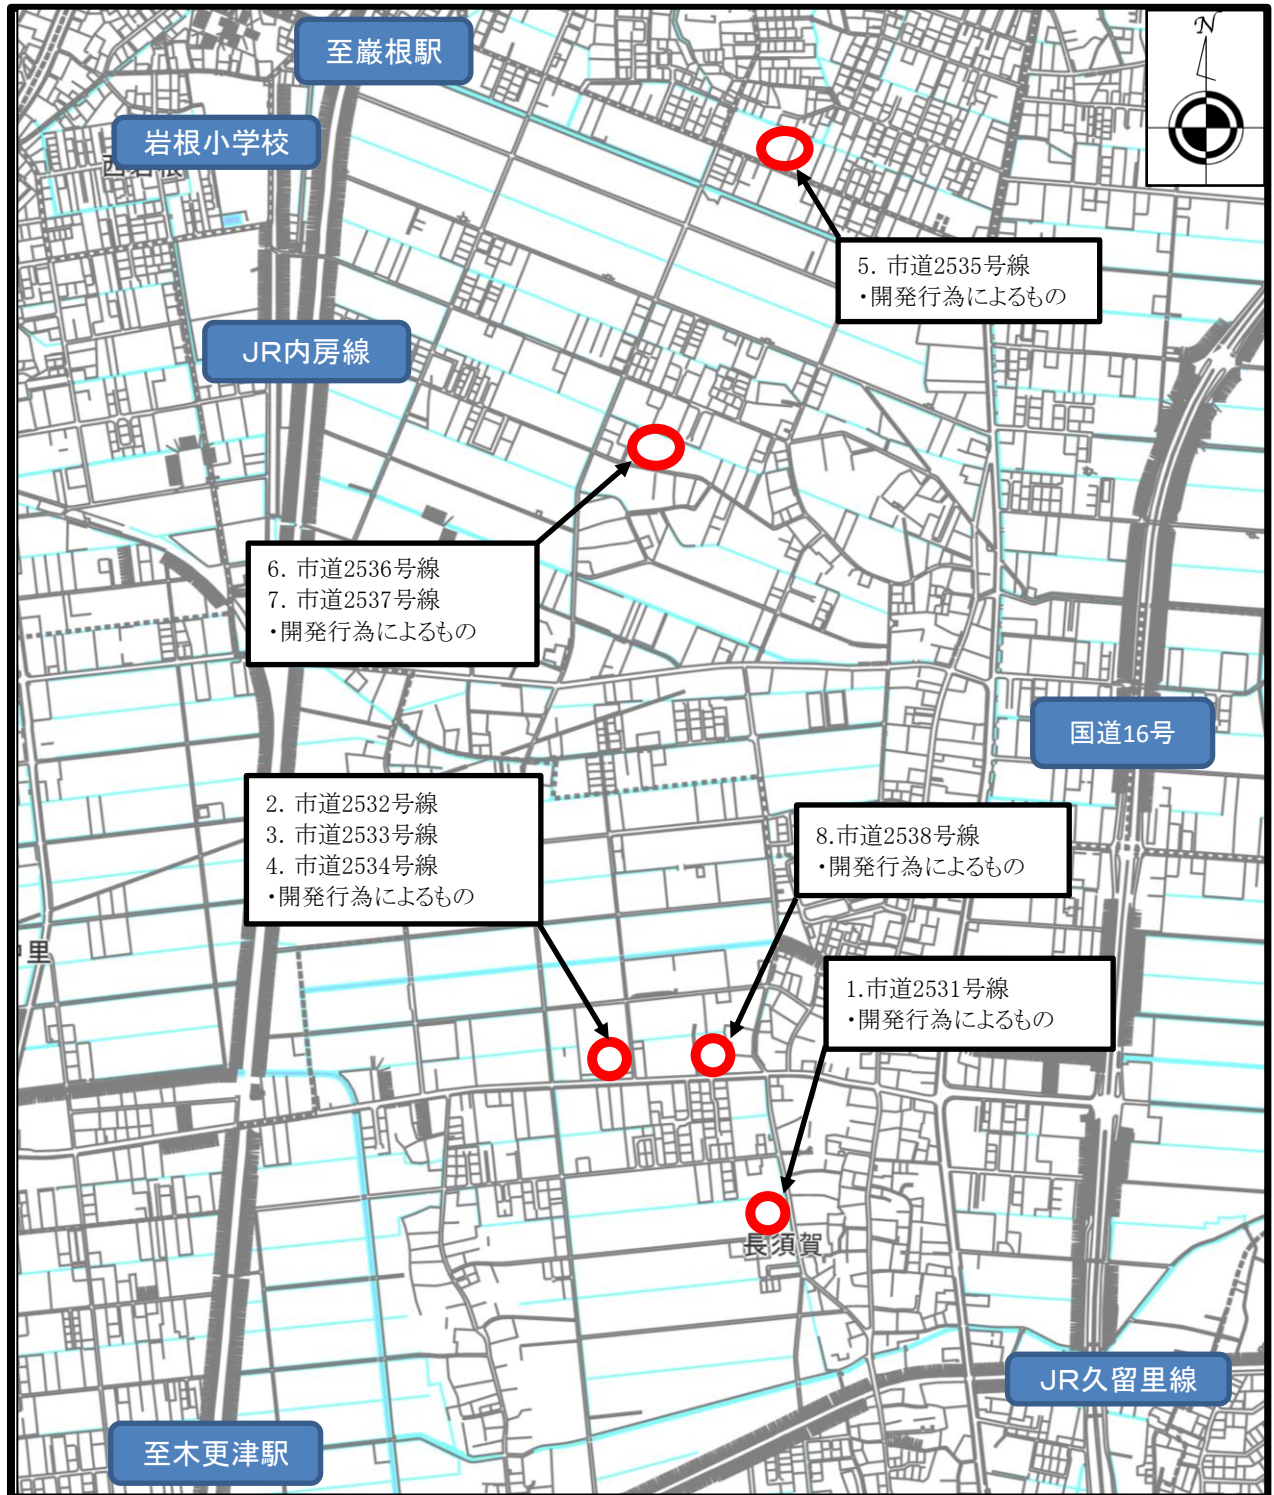 至巌根駅
N
岩根小学校
西岩根
5. 市道2535号線
・開発行為によるもの
JR内房線
6. 市道2536号線
7. 市道2537号線
・開発行為によるもの
国道16号
2. 市道2532号線
3. 市道2533号線
4. 市道2534号線
・開発行為によるもの
8.市道2538号線
・開発行為によるもの
里
1.市道2531号線
・開発行為によるもの
長須賀
JR久留里線
至木更津駅